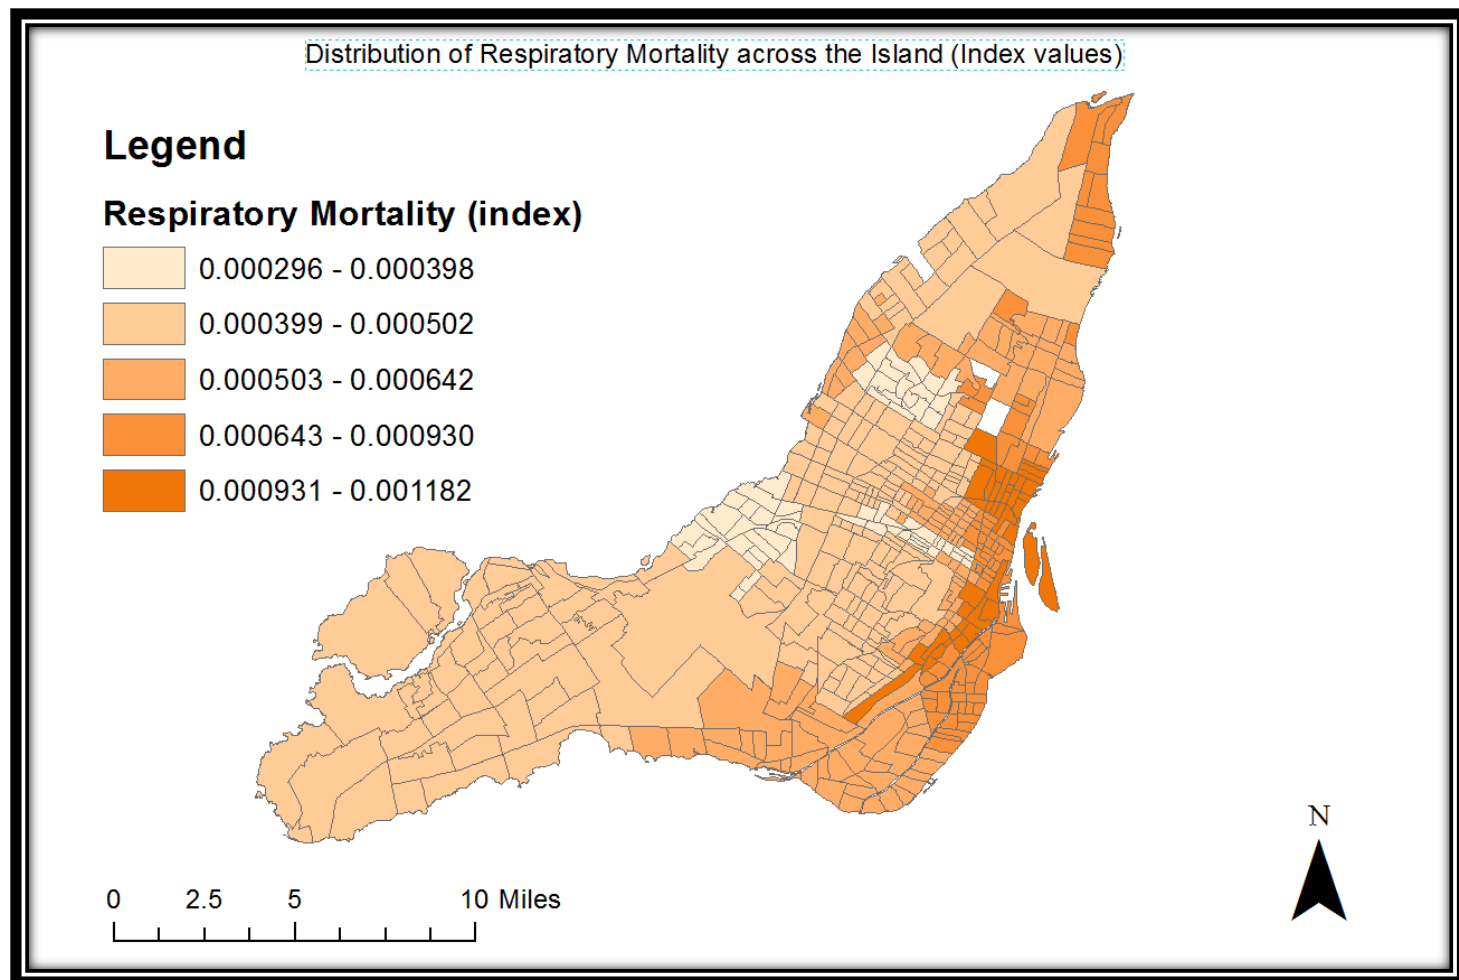 Distribution of Respiratory Mortality across the Island (Index values)
Legend
Respiratory Mortality (index)
0.000296 - 0.000398
0.000399 - 0.000502
0.000503 - 0.000642
0.000643 - 0.000930
0.000931 - 0.001182
N
0 2.5 5 10 Miles